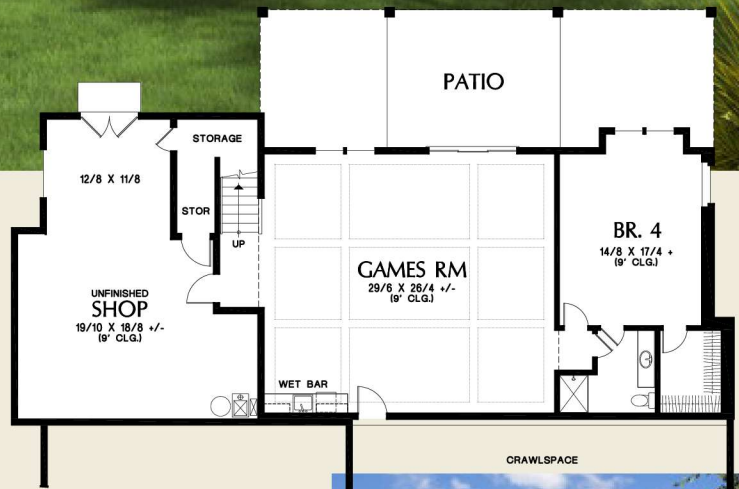 PATIO
STORAGE
12/8 X 11/8
STOR
UP
BR. 4
14/8 X 17/4 +
(9' CLG.)
GAMES RM
29/6 X 26/4 +/-
(9' CLG.)
UNFINISHED
SHOP
19/10 X 18/8 +/-
(9' CLG.)
WET BAR
CRAWLSPACE